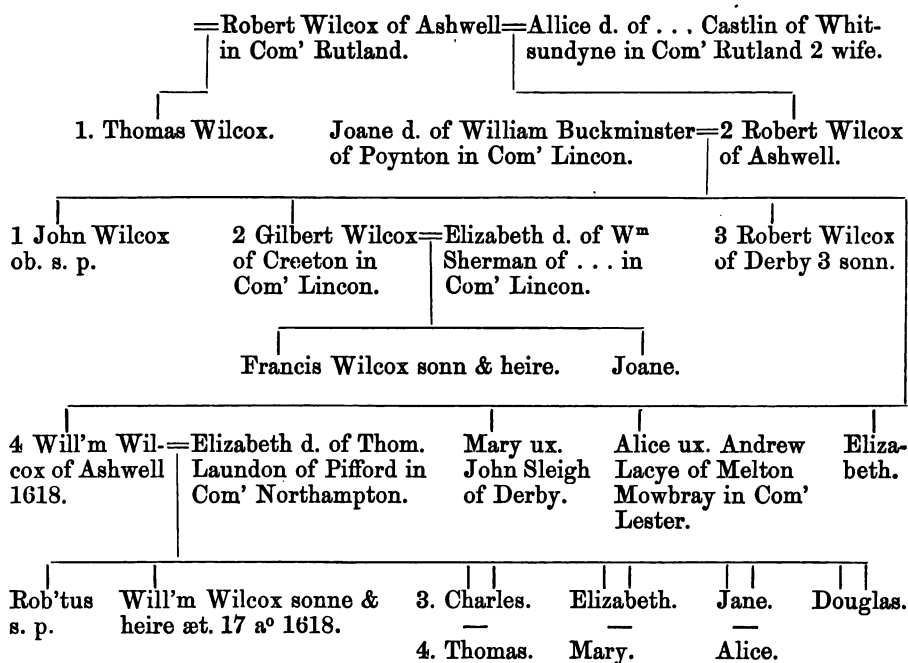 =Robert Wilcox of Ashwell=Allice d. of . . . Castlin of Whit-
in Com' Rutland. sundyne in Com' Rutland 2 wife.
1. Thomas Wilcox. Joane d. of William Buckminster=2 Robert Wilcox
of Poynton in Com' Lincon. of Ashwell.
1 John Wilcox 2 Gilbert Wilcox=Elizabeth d. of Wᵐ 3 Robert Wilcox
ob. s. p. of Creeton in Sherman of . . . in of Derby 3 sonn.
Com' Lincon. Com' Lincon.
Francis Wilcox sonn & heire. Joane.
4 Will'm Wil-=Elizabeth d. of Thom. Mary ux. Alice ux. Andrew Eliza-
cox of Ashwell Laundon of Pifford in John Sleigh Lacye of Melton beth.
1618. Com' Northampton. of Derby. Mowbray in Com'
Lester.
Rob'tus Will'm Wilcox sonne & 3. Charles. Elizabeth. Jane. Douglas.
s. p. heire æt. 17 aº 1618. — — —
4. Thomas. Mary. Alice.